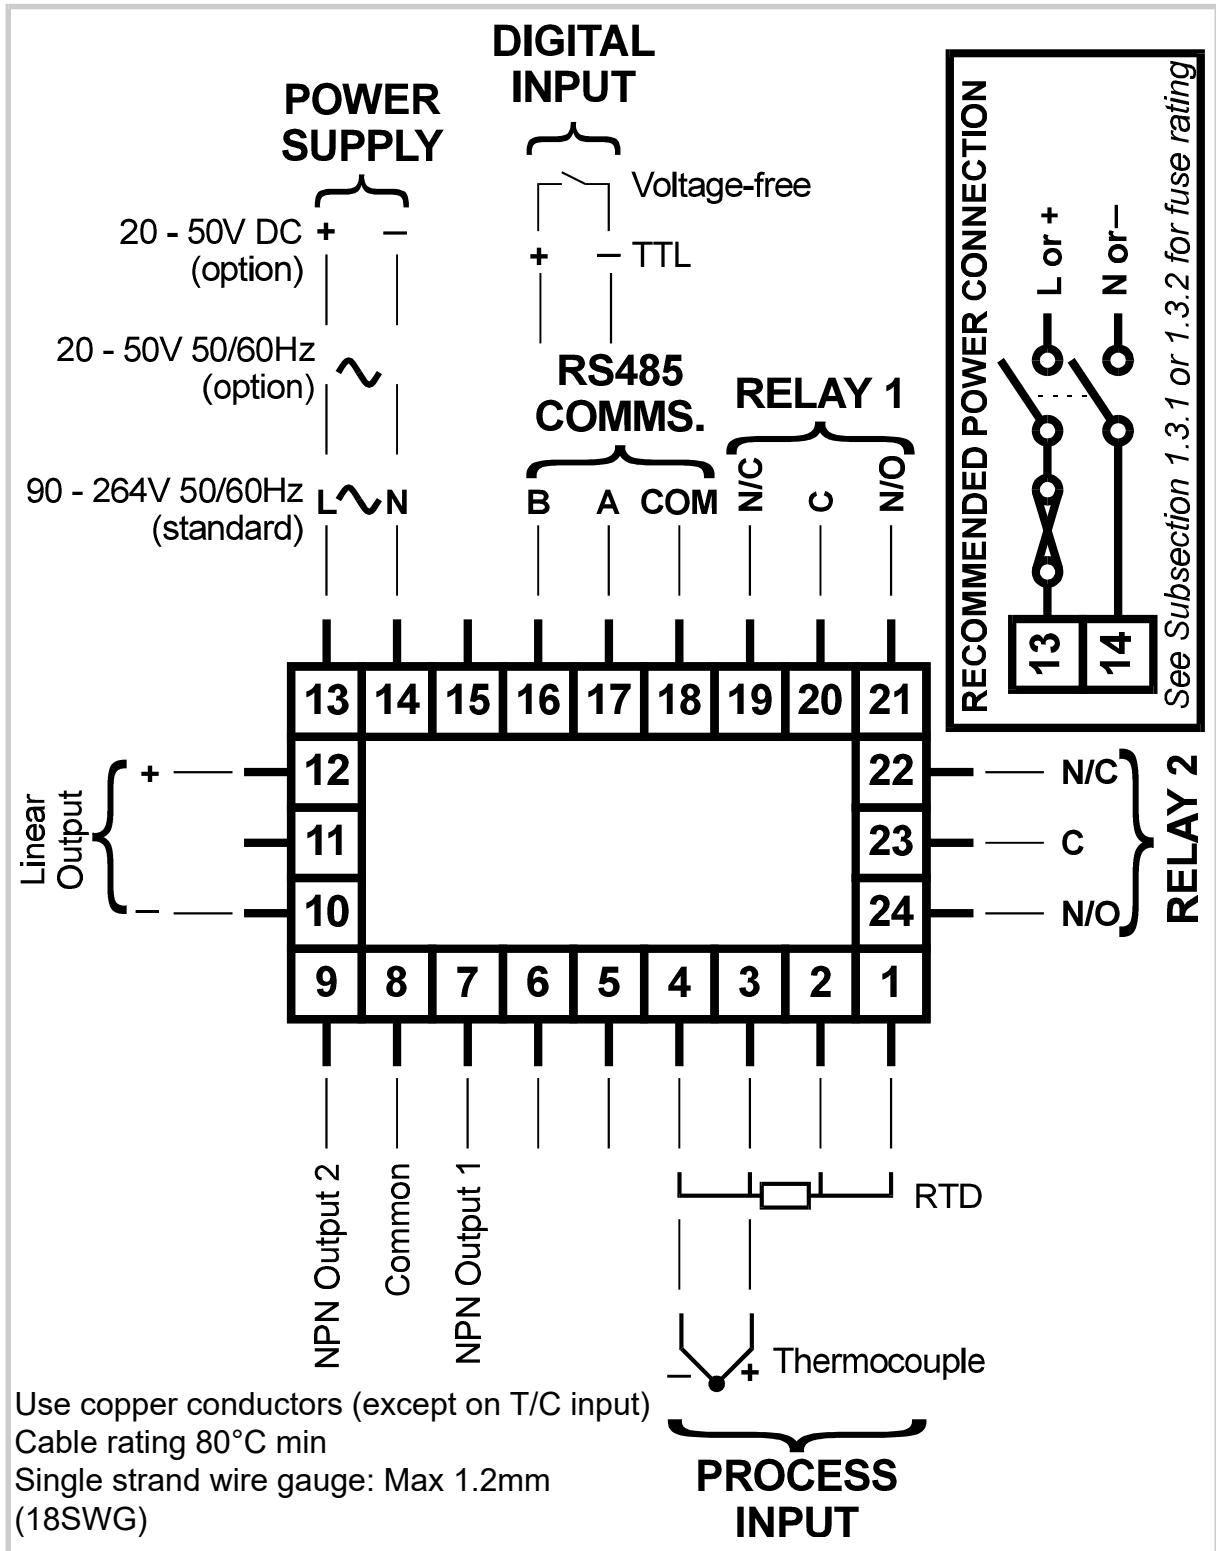 DIGITAL
INPUT
POWER
SUPPLY
Voltage-free
20 - 50V DC + –
(option)
+ – TTL
20 - 50V 50/60Hz
(option)
RS485
COMMS.
RELAY 1
90 - 264V 50/60Hz L N
(standard)
B A COM N/C C N/O
RECOMMENDED POWER CONNECTION
L or +
N or –
13
14
See Subsection 1.3.1 or 1.3.2 for fuse rating
13 14 15 16 17 18 19 20 21
12
11
10
22
23
24
9 8 7 6 5 4 3 2 1
Linear
Output
+
–
N/C
C
N/O
RELAY 2
NPN Output 2
Common
NPN Output 1
RTD
– + Thermocouple
PROCESS
INPUT
Use copper conductors (except on T/C input)
Cable rating 80°C min
Single strand wire gauge: Max 1.2mm
(18SWG)